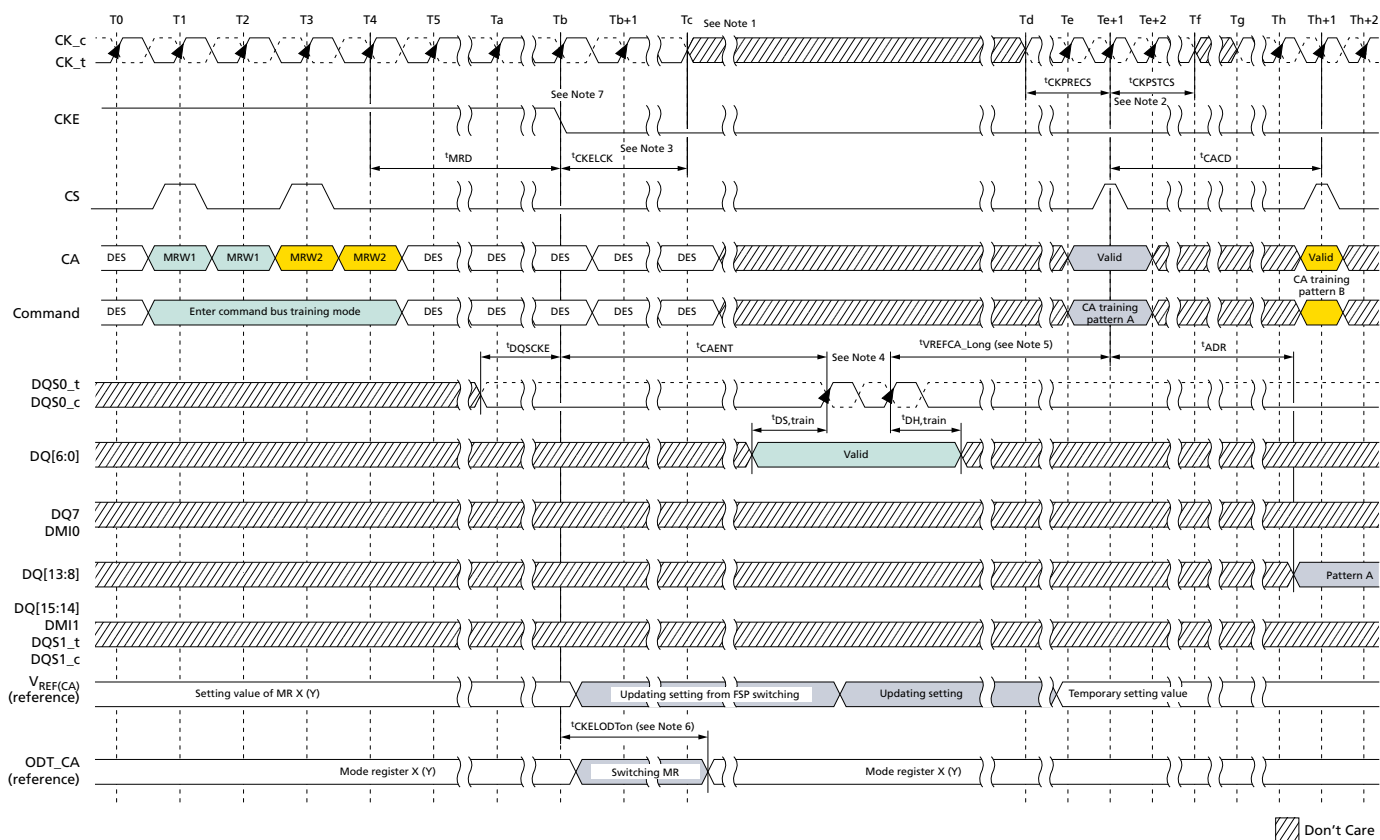 T0 T1 T2 T3 T4 T5 Ta Tb Tb+1 Tc See Note 1 Td Te Te+1 Te+2 Tf Tg Th Th+1 Th+2
CK_c
CK_t
tCKPRECS tCKPSTCS
See Note 7 See Note 2
CKE
See Note 3
tMRD tCKELCK tCACD
CS
CA DES MRW1 MRW1 MRW2 MRW2 DES DES DES DES DES Valid Valid
CA training
pattern B
Command DES Enter command bus training mode DES DES DES DES DES CA training
pattern A
tDQSCKE tCAENT See Note 4 tVREFCA_Long (see Note 5) tADR
DQS0_t
DQS0_c
tDS,train tDH,train
DQ[6:0] Valid
DQ7
DMI0
DQ[13:8] Pattern A
DQ[15:14]
DMI1
DQS1_t
DQS1_c
VREF(CA)
(reference) Setting value of MR X (Y) Updating setting from FSP switching Updating setting Temporary setting value
tCKELODTon (see Note 6)
ODT_CA
(reference) Mode register X (Y) Switching MR Mode register X (Y)
Don't Care